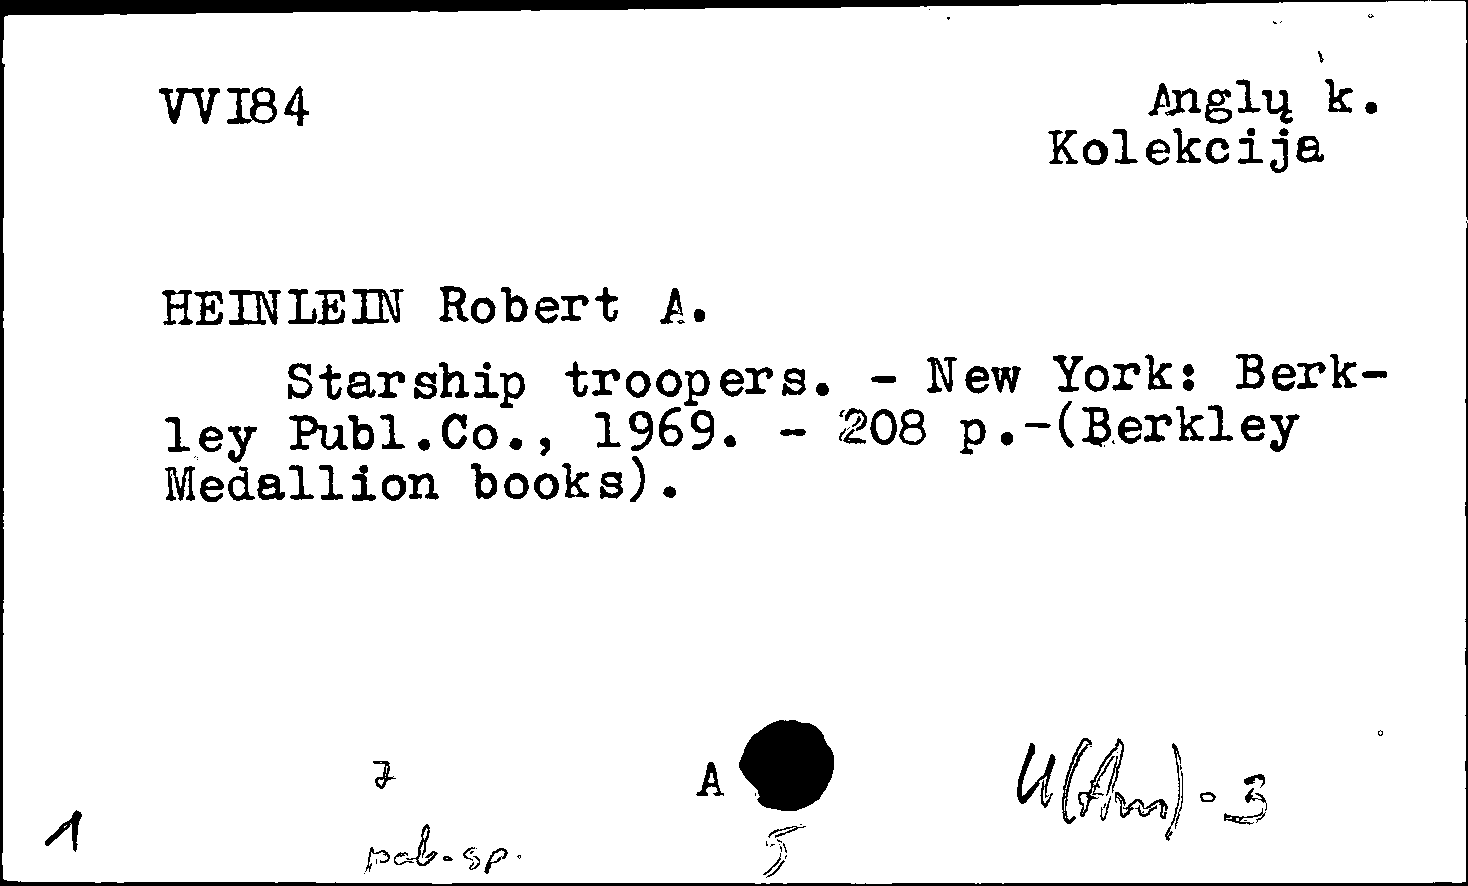 VVI84
Anglų k.
Kolekcija
HEINLEIN Robert A.
Starship troopers. - New York: Berk-
ley Publ.Co., 1969. - 208 p.-(Berkley
Medallion books).
A
U(Am)-3
1
pab.sp.
5